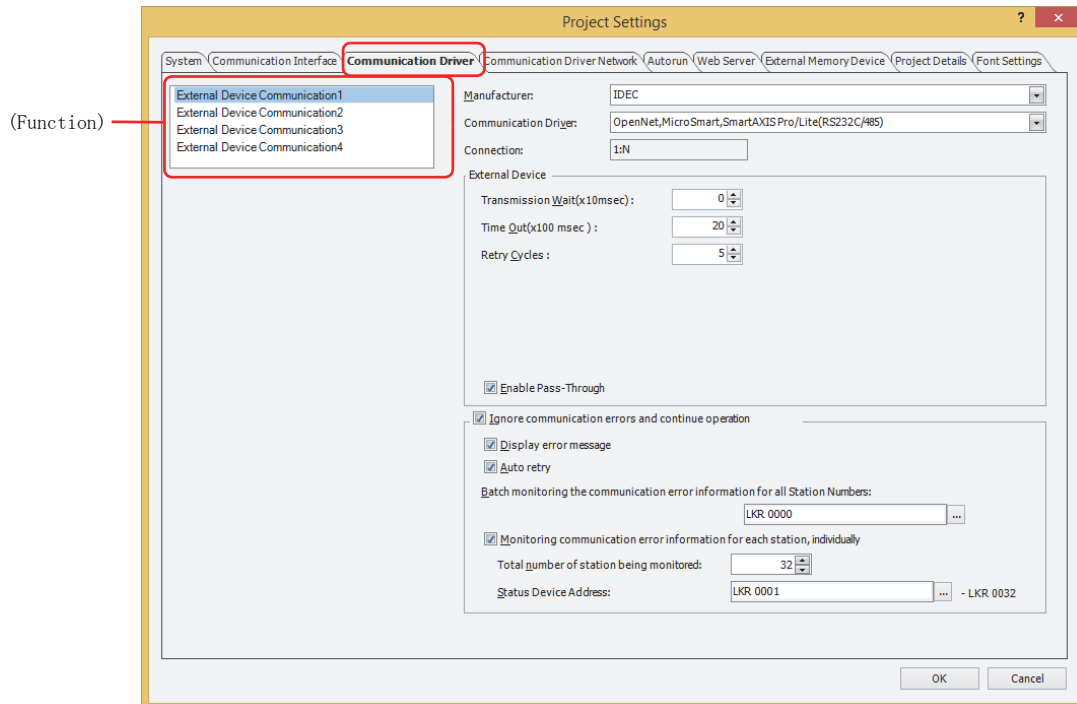 Project Settings
? ×
System Communication Interface Communication Driver Communication Driver Network Autorun Web Server External Memory Device Project Details Font Settings
(Function)
External Device Communication1
External Device Communication2
External Device Communication3
External Device Communication4
Manufacturer: IDEC
Communication Driver: OpenNet,MicroSmart,SmartAXIS Pro/Lite(RS232C/485)
Connection: 1:N
External Device
Transmission Wait(x10msec) : 0
Time Out(x100 msec ) : 20
Retry Cycles : 5
Enable Pass-Through
Ignore communication errors and continue operation
Display error message
Auto retry
Batch monitoring the communication error information for all Station Numbers:
LKR 0000 ...
Monitoring communication error information for each station, individually
Total number of station being monitored: 32
Status Device Address: LKR 0001 ... - LKR 0032
OK Cancel